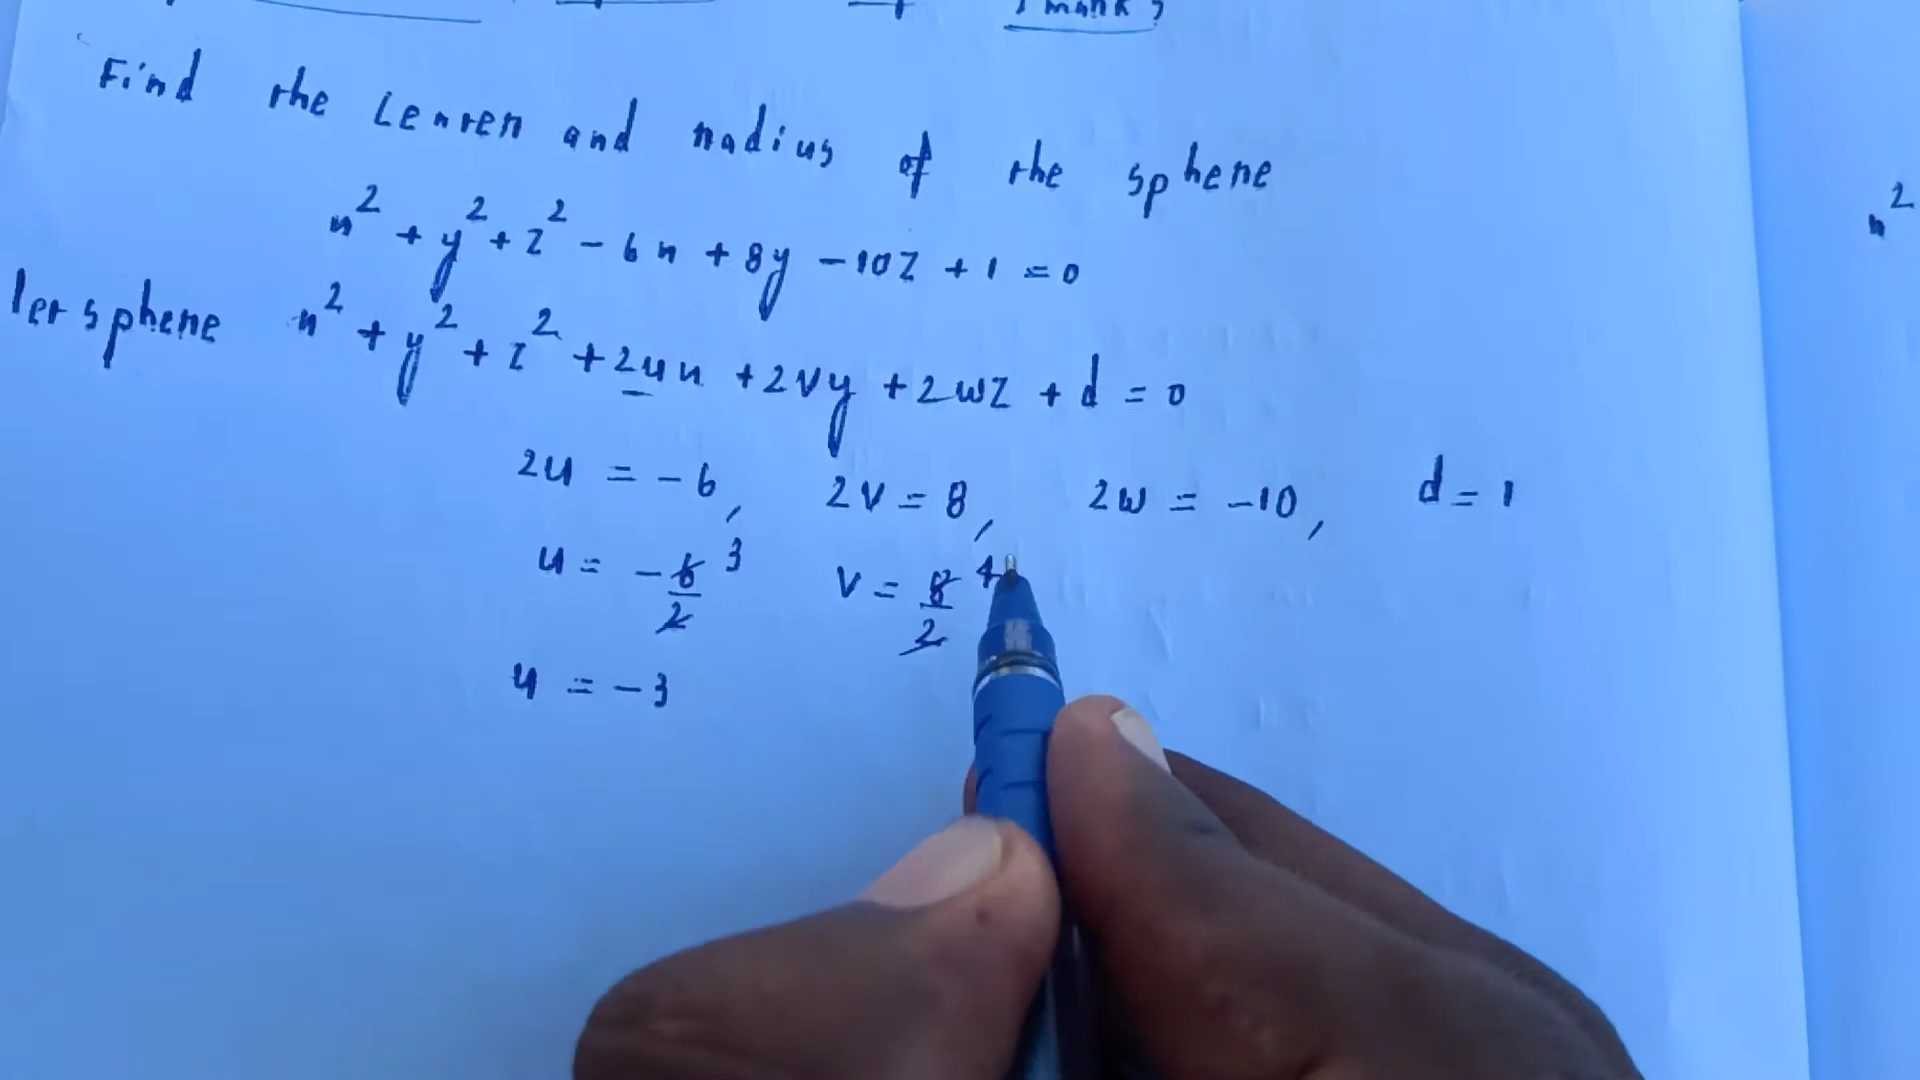 Find the Center and radius of the sphere
x² + y² + z² - 6x + 8y - 10z + 1 = 0
let sphere x² + y² + z² + 2ux + 2vy + 2wz + d = 0
2u = -6, 2v = 8, 2w = -10, d = 1
u = -6/2 3 v = 8/2 4
u = -3
x²